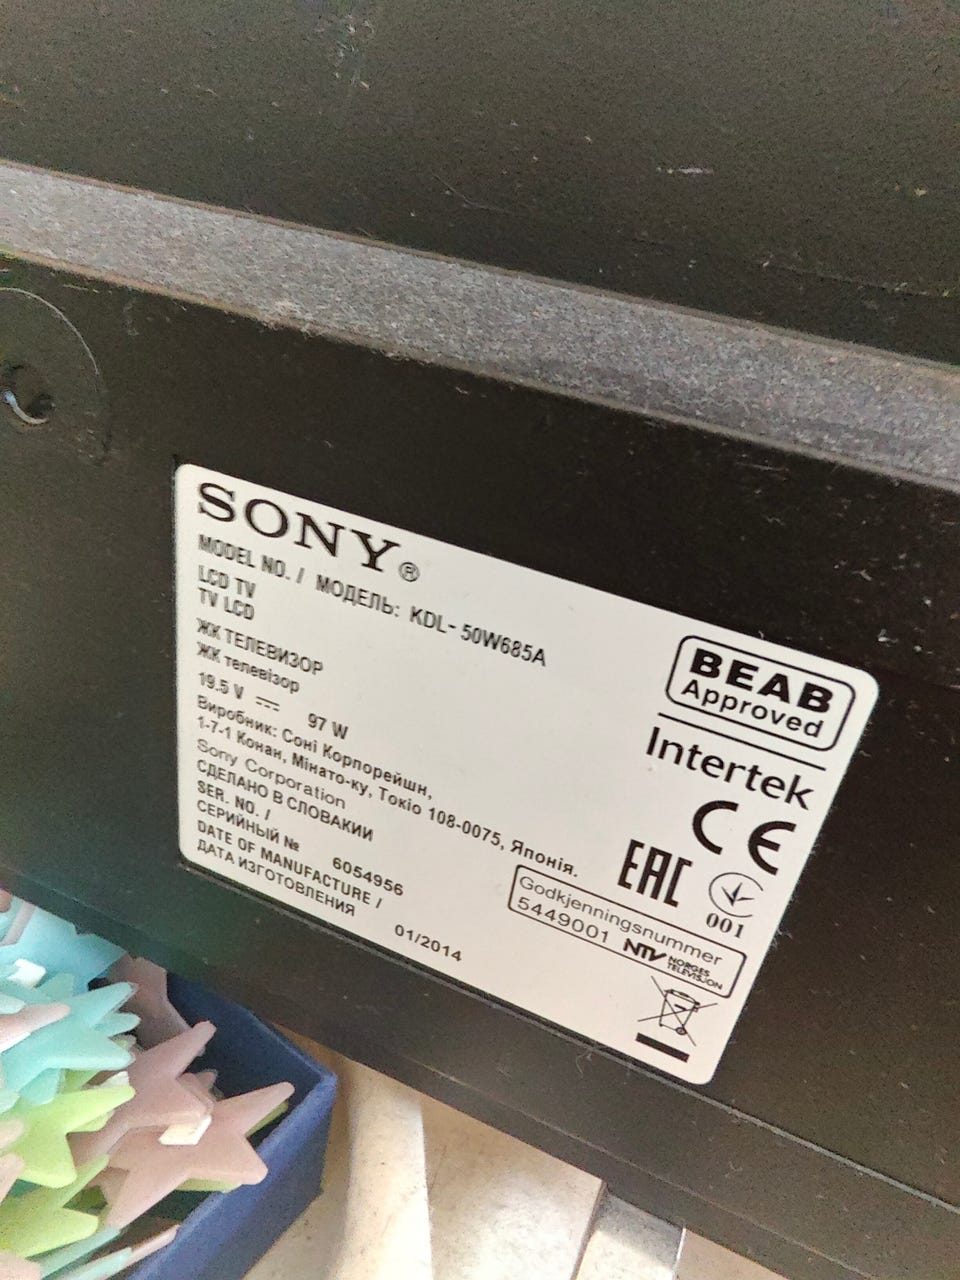 SONY®
MODEL NO. / МОДЕЛЬ: KDL- 50W685A
LCD TV
TV LCD
ЖК ТЕЛЕВИЗОР
ЖК телевізор
19.5 V ⎓ 97 W
Виробник: Соні Корпорейшн,
1-7-1 Конан, Мінато-ку, Токіо 108-0075, Японія.
Sony Corporation
СДЕЛАНО В СЛОВАКИИ
SER. NO. /
СЕРИЙНЫЙ № 6054956
DATE OF MANUFACTURE /
ДАТА ИЗГОТОВЛЕНИЯ 01/2014
BEAB
Approved
Intertek
CE
EAC
001
Godkjenningsnummer
5449001 NTV NORGES
TELEVISJON